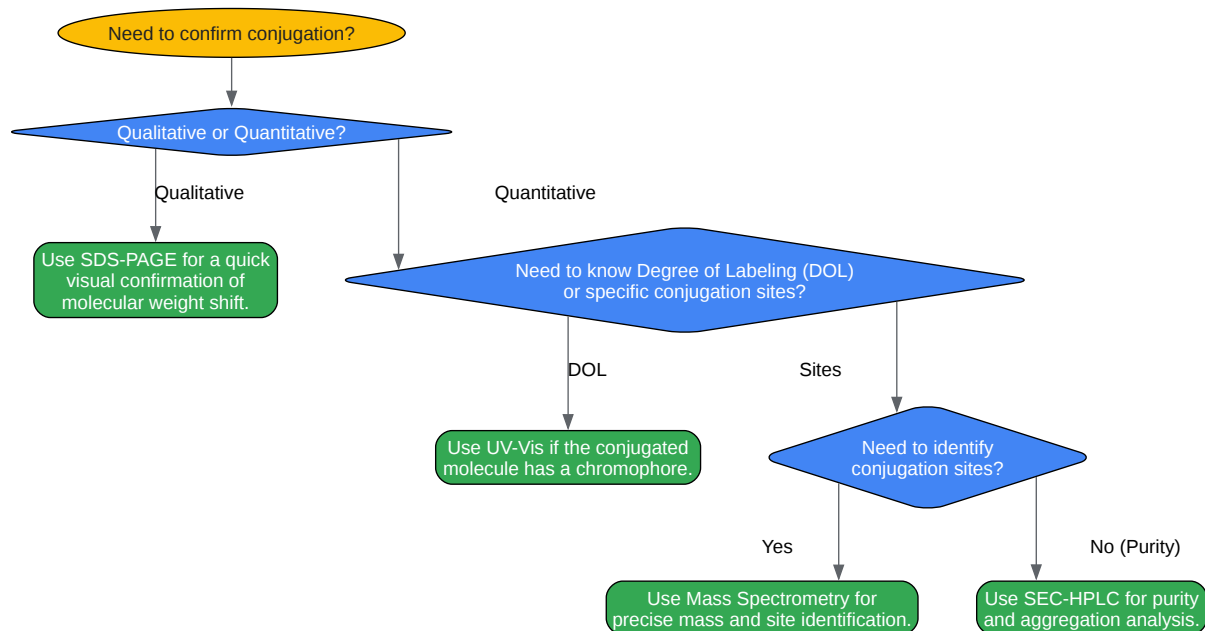 Need to confirm conjugation?
Qualitative or Quantitative?
Qualitative
Quantitative
Use SDS-PAGE for a quick
visual confirmation of
molecular weight shift.
Need to know Degree of Labeling (DOL)
or specific conjugation sites?
DOL
Sites
Use UV-Vis if the conjugated
molecule has a chromophore.
Need to identify
conjugation sites?
Yes
No (Purity)
Use Mass Spectrometry for
precise mass and site identification.
Use SEC-HPLC for purity
and aggregation analysis.